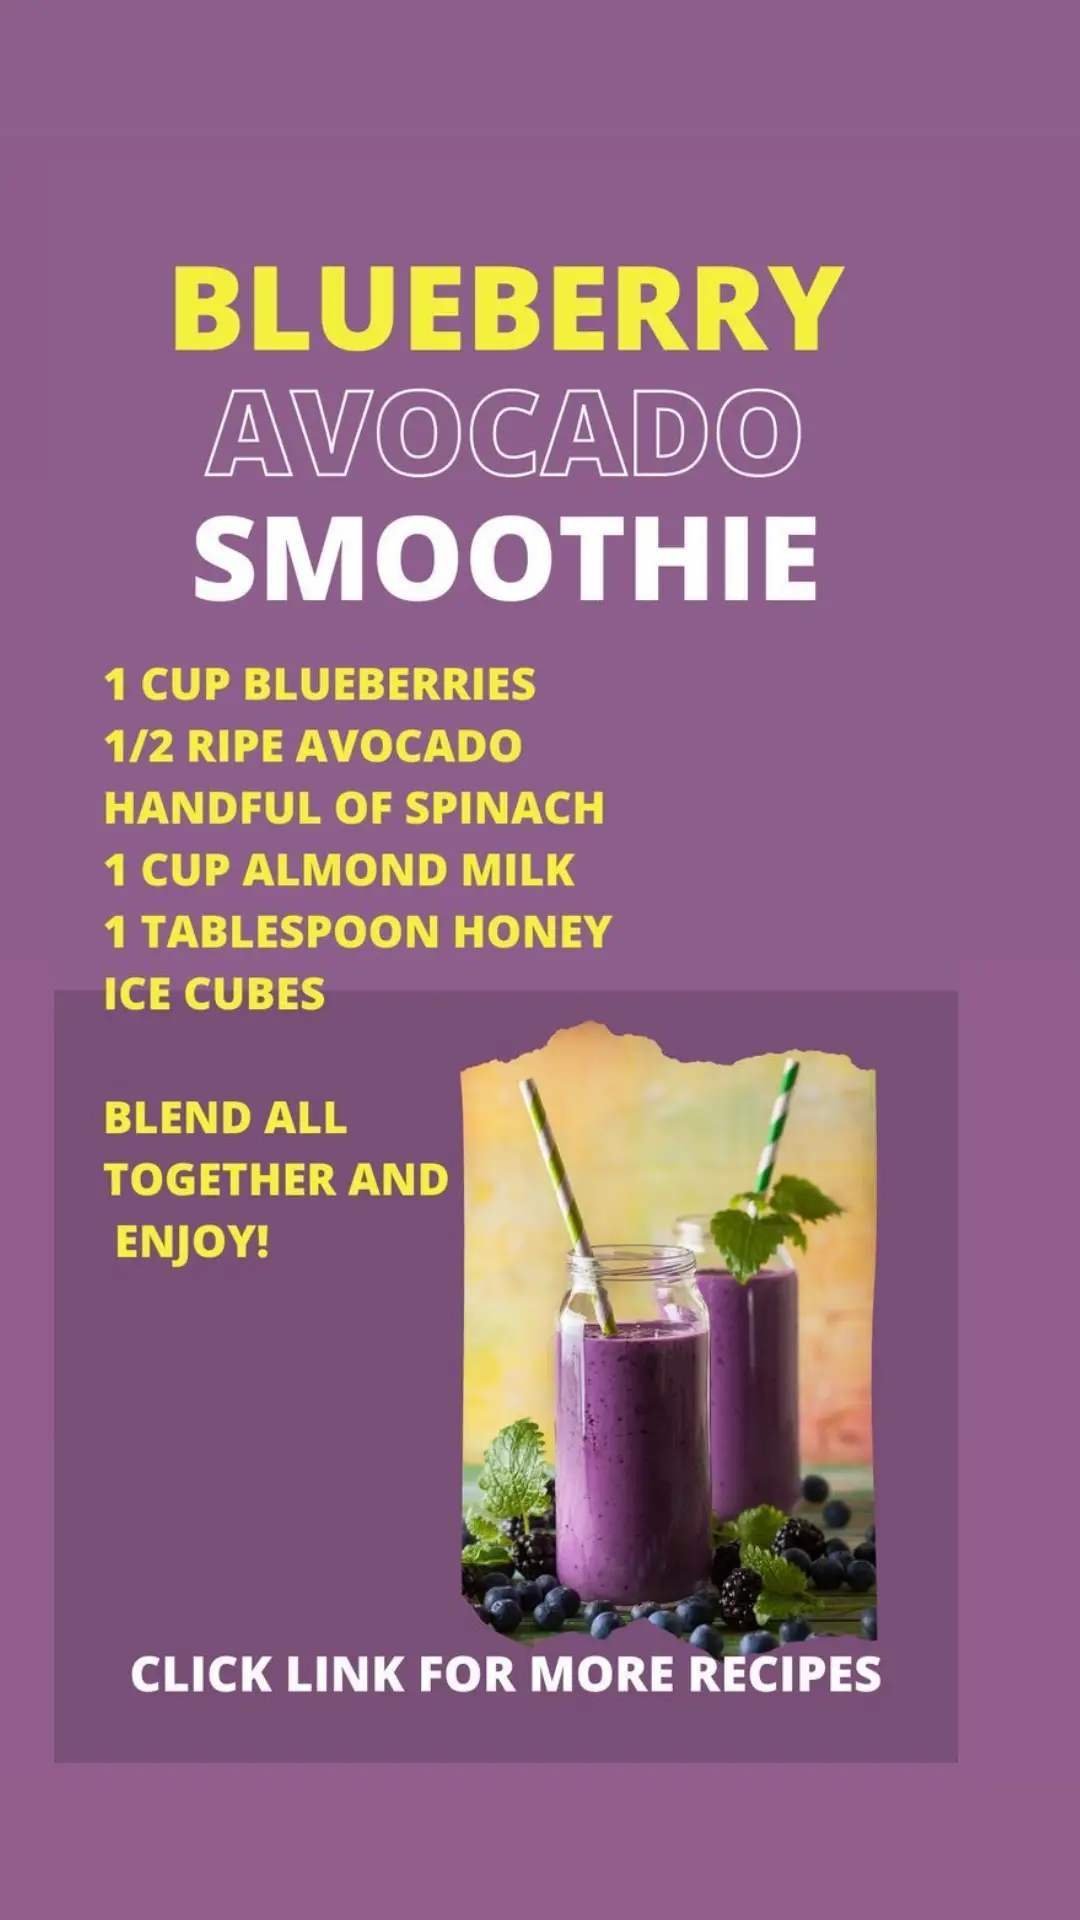 BLUEBERRY
AVOCADO
SMOOTHIE
1 CUP BLUEBERRIES
1/2 RIPE AVOCADO
HANDFUL OF SPINACH
1 CUP ALMOND MILK
1 TABLESPOON HONEY
ICE CUBES
BLEND ALL
TOGETHER AND
ENJOY!
CLICK LINK FOR MORE RECIPES